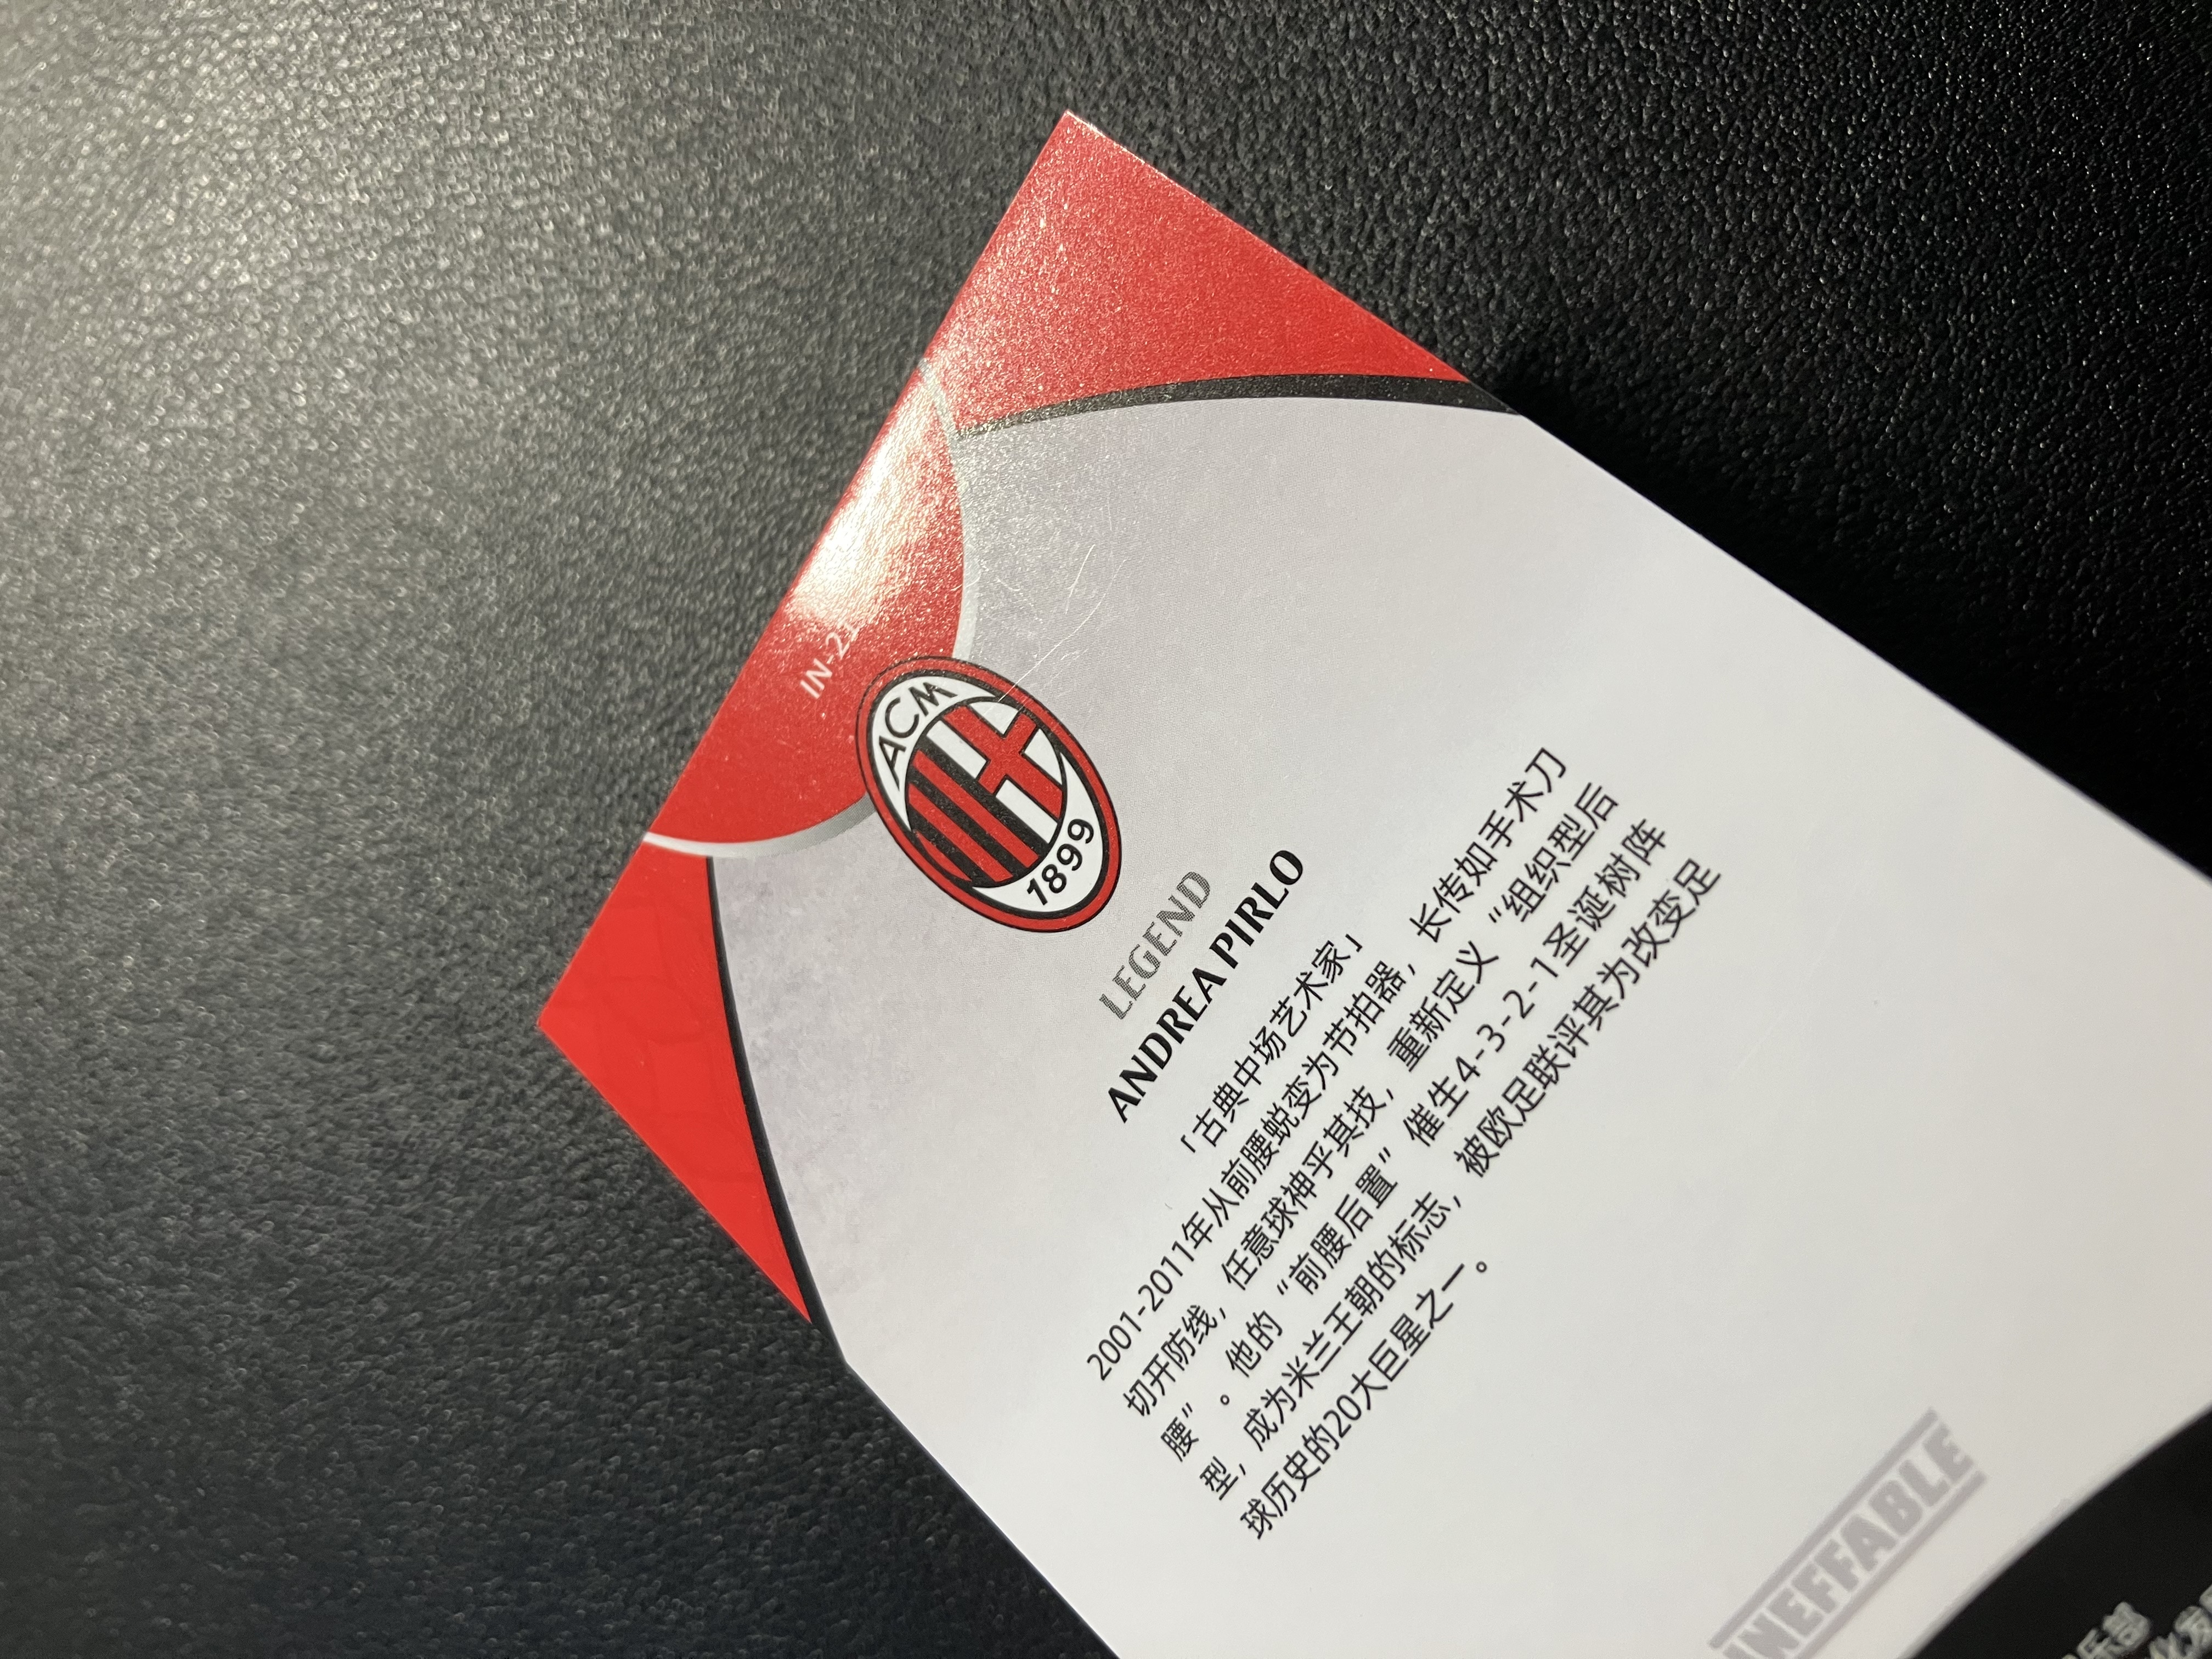 IN-21
ACM
1899
LEGEND
ANDREA PIRLO
「古典中场艺术家」
2001-2011年从前腰蜕变为节拍器，长传如手术刀
切开防线，任意球神乎其技，重新定义“组织型后
腰”。他的“前腰后置”催生4-3-2-1圣诞树阵
型，成为米兰王朝的标志，被欧足联评其为改变足
球历史的20大巨星之一。
INEFFABLE
乐部
化发